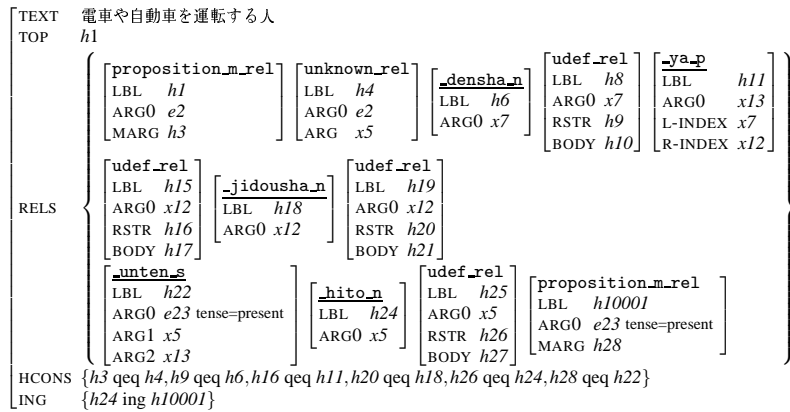 TEXT 電車や自動車を運転する人
TOP h1
RELS
proposition_m_rel
LBL h1
ARG0 e2
MARG h3
unknown_rel
LBL h4
ARG0 e2
ARG x5
_densha_n
LBL h6
ARG0 x7
udef_rel
LBL h8
ARG0 x7
RSTR h9
BODY h10
_ya_p
LBL h11
ARG0 x13
L-INDEX x7
R-INDEX x12
udef_rel
LBL h15
ARG0 x12
RSTR h16
BODY h17
_jidousha_n
LBL h18
ARG0 x12
udef_rel
LBL h19
ARG0 x12
RSTR h20
BODY h21
_unten_s
LBL h22
ARG0 e23 tense=present
ARG1 x5
ARG2 x13
_hito_n
LBL h24
ARG0 x5
udef_rel
LBL h25
ARG0 x5
RSTR h26
BODY h27
proposition_m_rel
LBL h10001
ARG0 e23 tense=present
MARG h28
HCONS {h3 qeq h4,h9 qeq h6,h16 qeq h11,h20 qeq h18,h26 qeq h24,h28 qeq h22}
ING {h24 ing h10001}